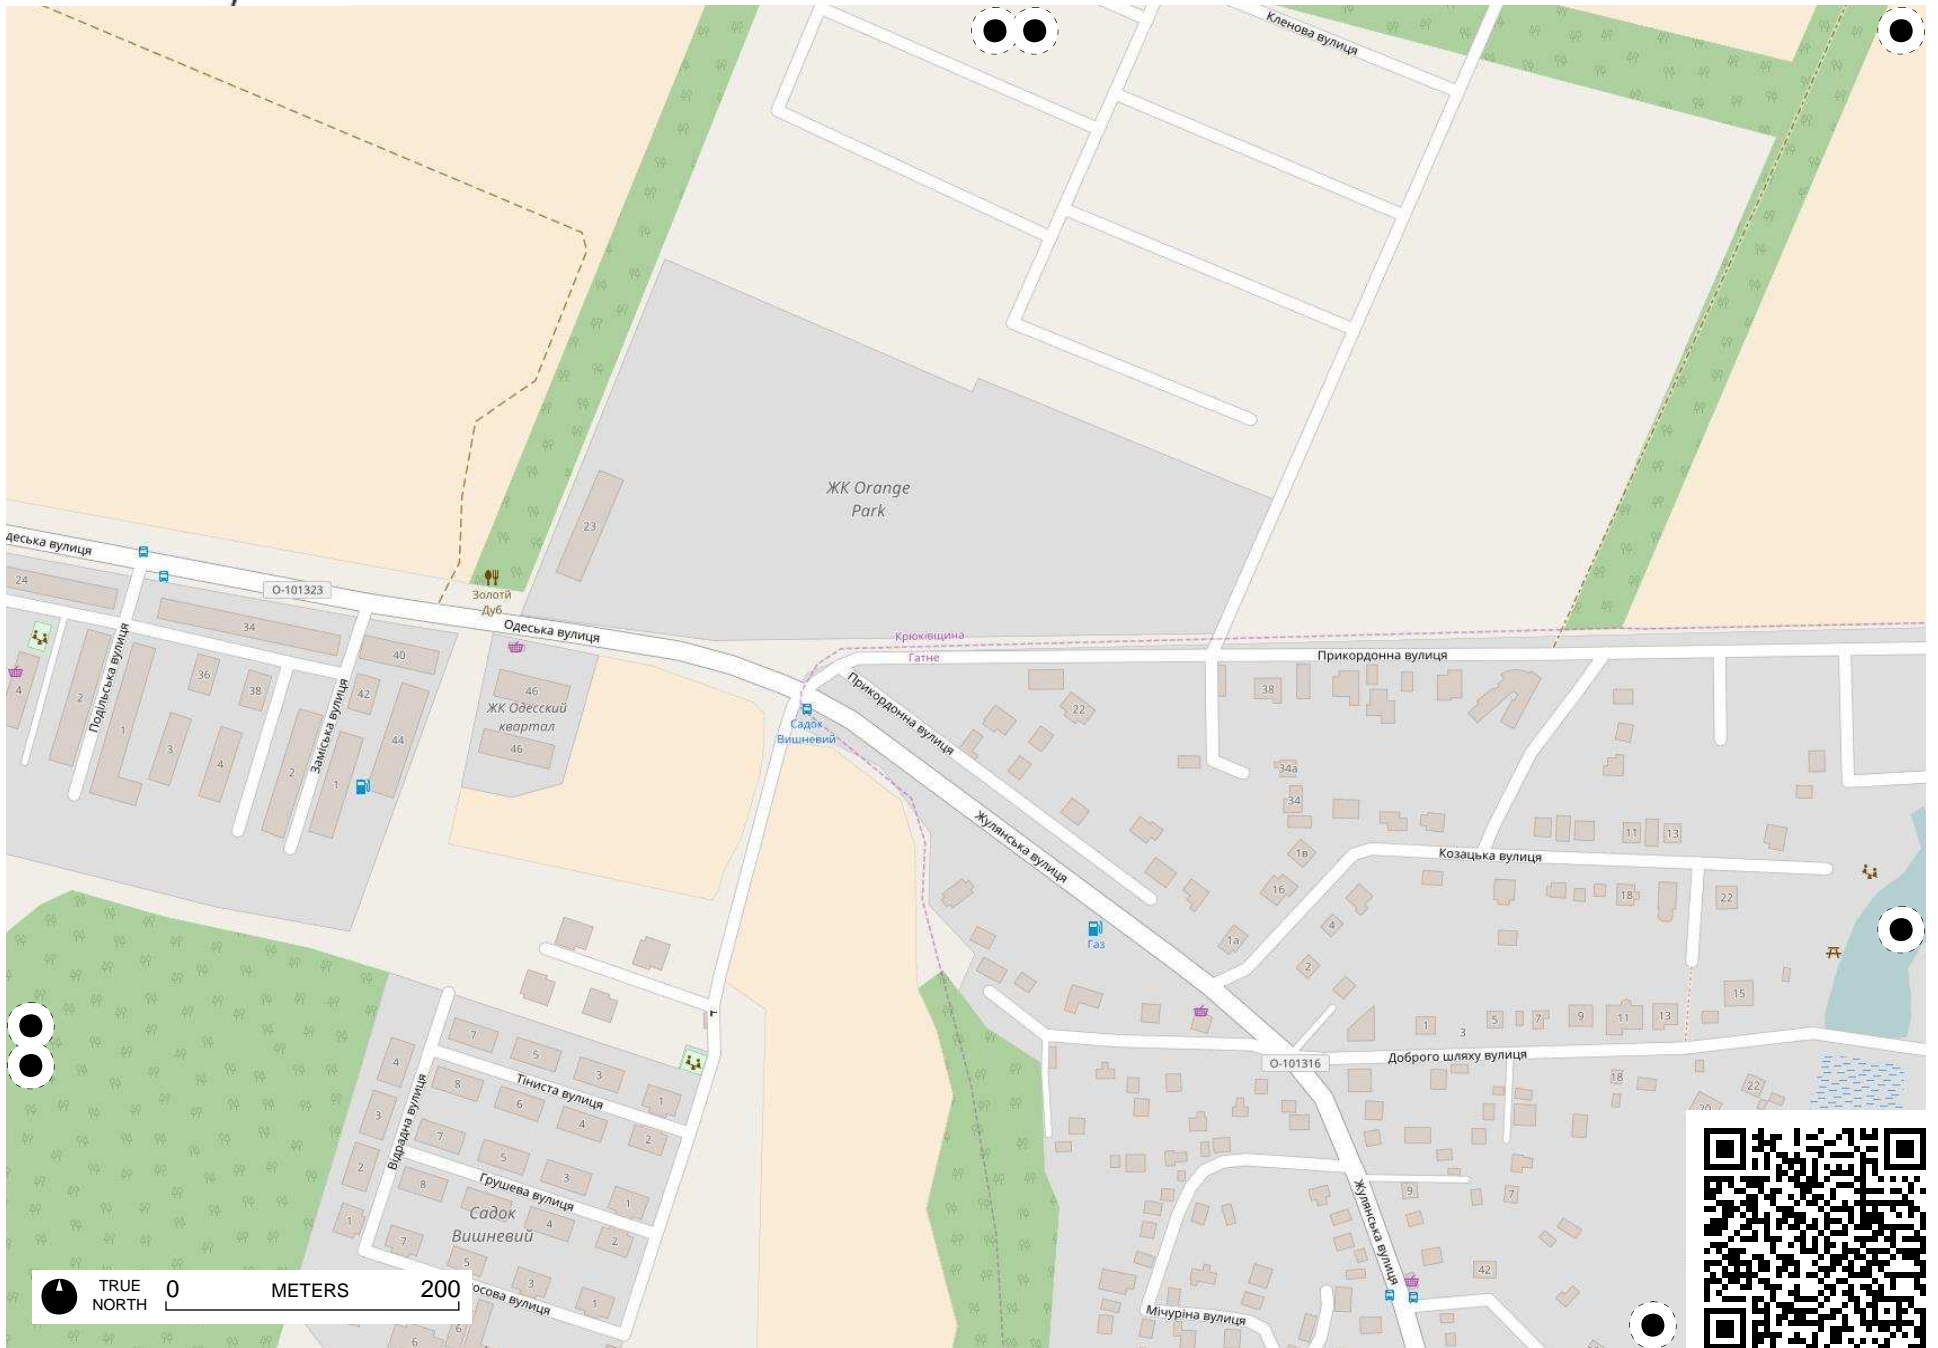 Кленова вулиця
ЖК Orange
Park
23
деська вулиця
24
О-101323
Золоти
Дуб
Одеська вулиця
Крюківщина
Гатне
Прикордонна вулиця
34
40
36
38
42
4
2
Подільська вулиця
1
3
4
2
Заміська вулиця
1
44
46
ЖК Одесский
квартал
46
Садок
Вишневий
Прикордонна вулиця
22
38
34а
34
1в
16
1а
11
13
Жулянська вулиця
Козацька вулиця
18
22
4
2
Газ
15
1
3
5
7
9
11
13
О-101316
Доброго шляху вулиця
18
22
20
7
5
3
1
4
8
6
4
2
Тіниста вулиця
3
Відрадна вулиця
7
5
3
1
2
8
Грушева вулиця
4
2
1
Садок
Вишневий
7
5
3
1
осова вулиця
6
6
9
7
Жулянська вулиця
42
Мічуріна вулиця
TRUE
NORTH
0 METERS 200